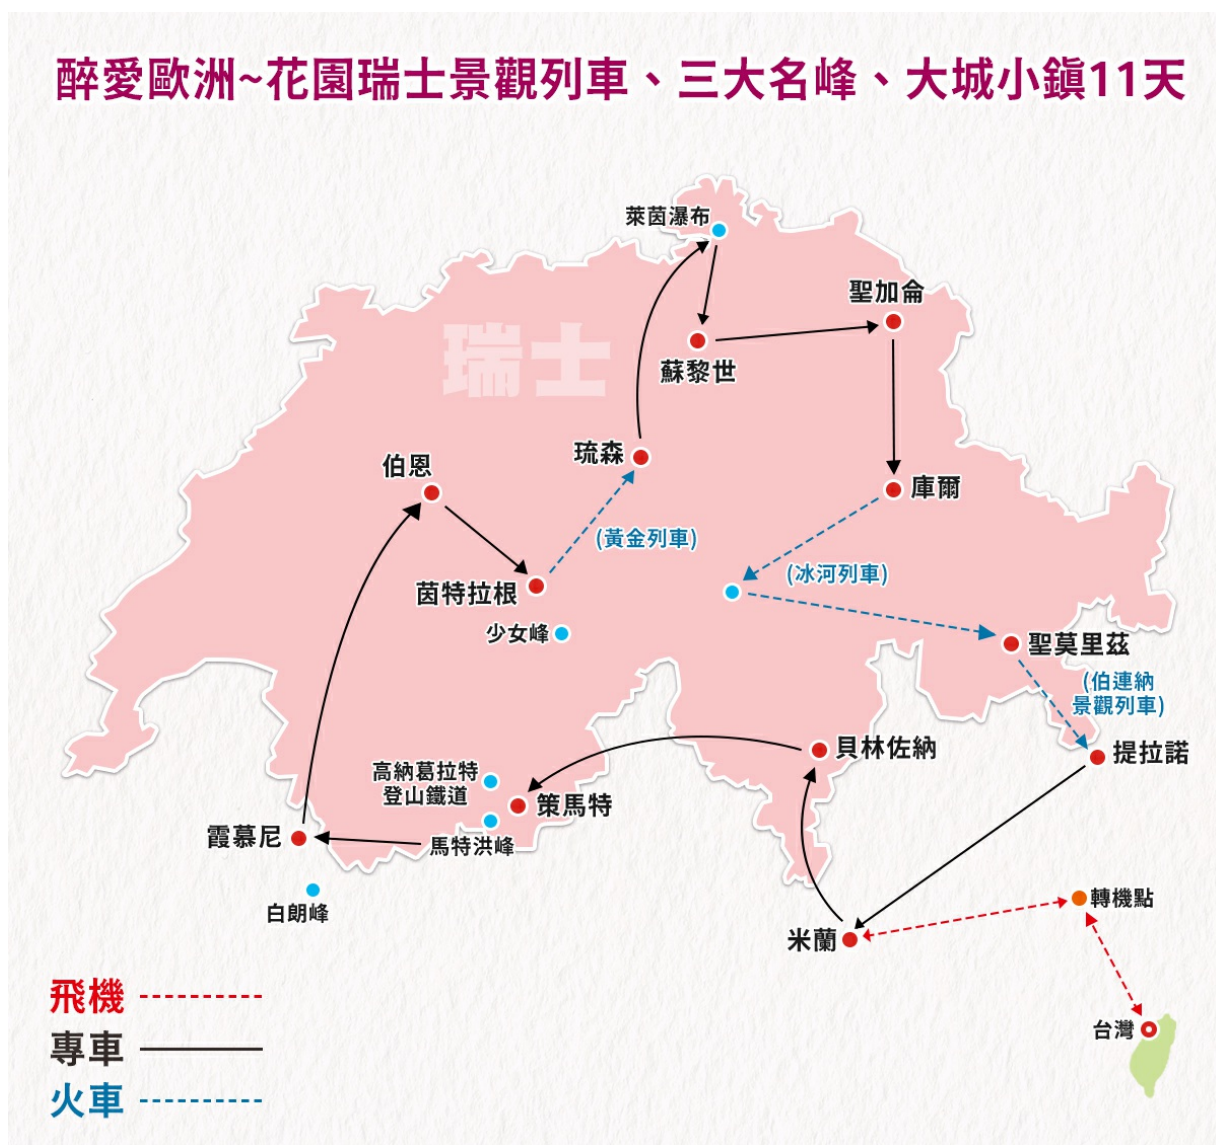 醉愛歐洲~花園瑞士景觀列車、三大名峰、大城小鎮11天
萊茵瀑布
聖加侖
瑞士
蘇黎世
琉森
伯恩
庫爾
(黃金列車)
(冰河列車)
茵特拉根
少女峰
聖莫里茲
(伯連納
景觀列車)
貝林佐納
提拉諾
高納葛拉特
登山鐵道
策馬特
霞慕尼
馬特洪峰
白朗峰
轉機點
米蘭
飛機
台灣
專車
火車